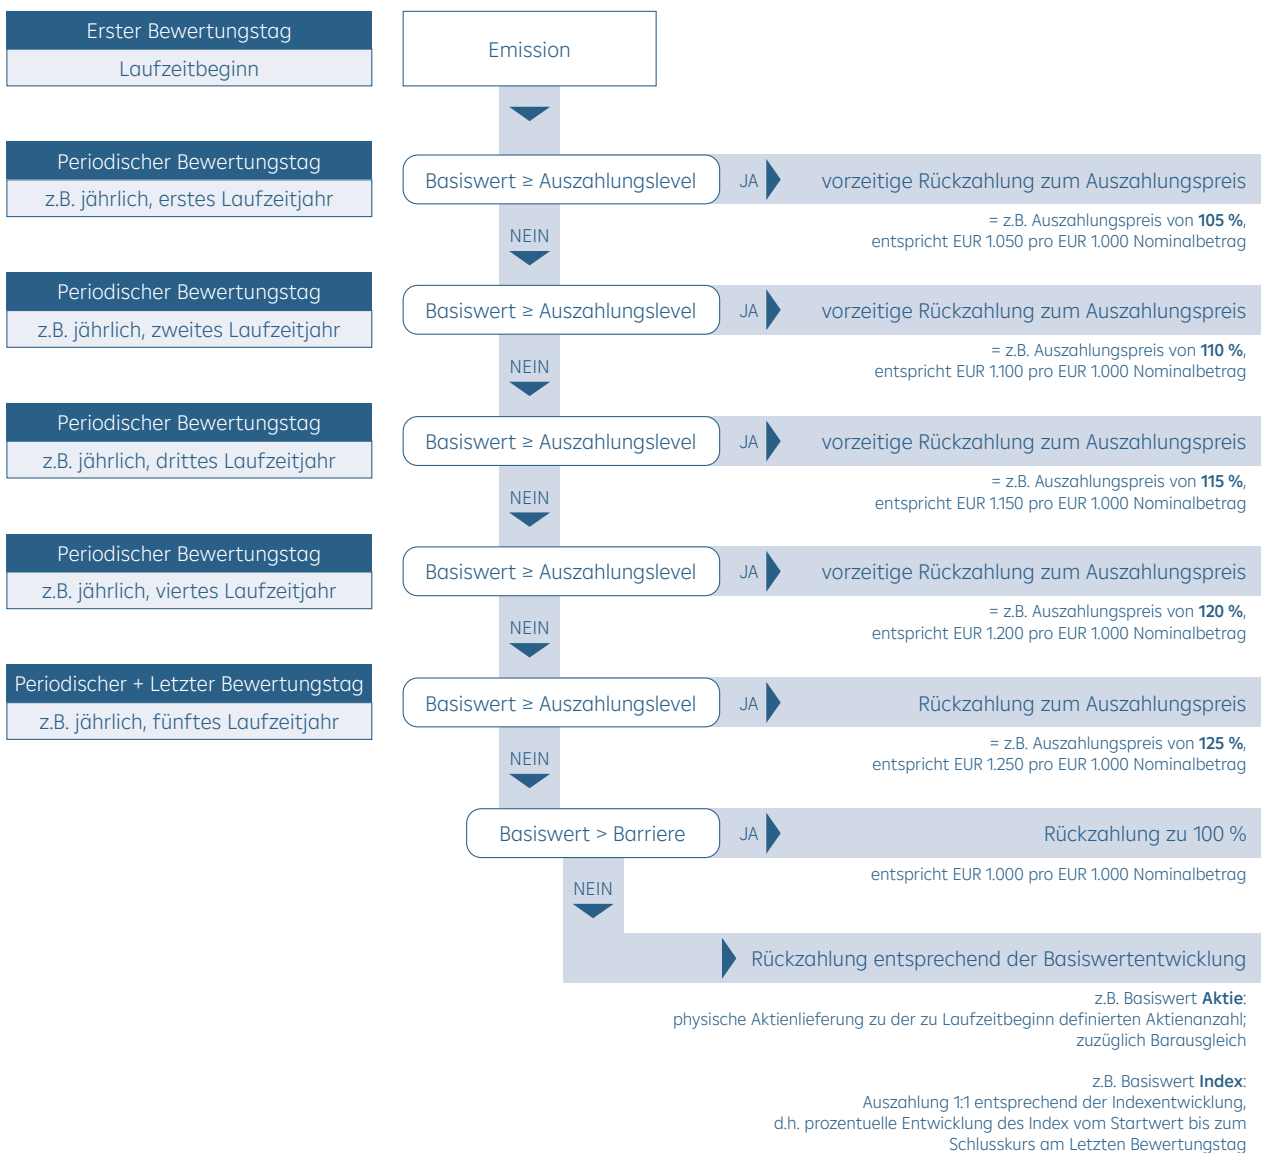 Erster Bewertungstag
Laufzeitbeginn
Emission
Periodischer Bewertungstag
z.B. jährlich, erstes Laufzeitjahr
Basiswert ≥ Auszahlungslevel
JA
vorzeitige Rückzahlung zum Auszahlungspreis
= z.B. Auszahlungspreis von 105 %,
entspricht EUR 1.050 pro EUR 1.000 Nominalbetrag
NEIN
Periodischer Bewertungstag
z.B. jährlich, zweites Laufzeitjahr
Basiswert ≥ Auszahlungslevel
JA
vorzeitige Rückzahlung zum Auszahlungspreis
= z.B. Auszahlungspreis von 110 %,
entspricht EUR 1.100 pro EUR 1.000 Nominalbetrag
NEIN
Periodischer Bewertungstag
z.B. jährlich, drittes Laufzeitjahr
Basiswert ≥ Auszahlungslevel
JA
vorzeitige Rückzahlung zum Auszahlungspreis
= z.B. Auszahlungspreis von 115 %,
entspricht EUR 1.150 pro EUR 1.000 Nominalbetrag
NEIN
Periodischer Bewertungstag
z.B. jährlich, viertes Laufzeitjahr
Basiswert ≥ Auszahlungslevel
JA
vorzeitige Rückzahlung zum Auszahlungspreis
= z.B. Auszahlungspreis von 120 %,
entspricht EUR 1.200 pro EUR 1.000 Nominalbetrag
NEIN
Periodischer + Letzter Bewertungstag
z.B. jährlich, fünftes Laufzeitjahr
Basiswert ≥ Auszahlungslevel
JA
Rückzahlung zum Auszahlungspreis
= z.B. Auszahlungspreis von 125 %,
entspricht EUR 1.250 pro EUR 1.000 Nominalbetrag
NEIN
Basiswert > Barriere
JA
Rückzahlung zu 100 %
entspricht EUR 1.000 pro EUR 1.000 Nominalbetrag
NEIN
Rückzahlung entsprechend der Basiswertentwicklung
z.B. Basiswert Aktie:
physische Aktienlieferung zu der zu Laufzeitbeginn definierten Aktienanzahl;
zuzüglich Barausgleich
z.B. Basiswert Index:
Auszahlung 1:1 entsprechend der Indexentwicklung,
d.h. prozentuelle Entwicklung des Index vom Startwert bis zum
Schlusskurs am Letzten Bewertungstag